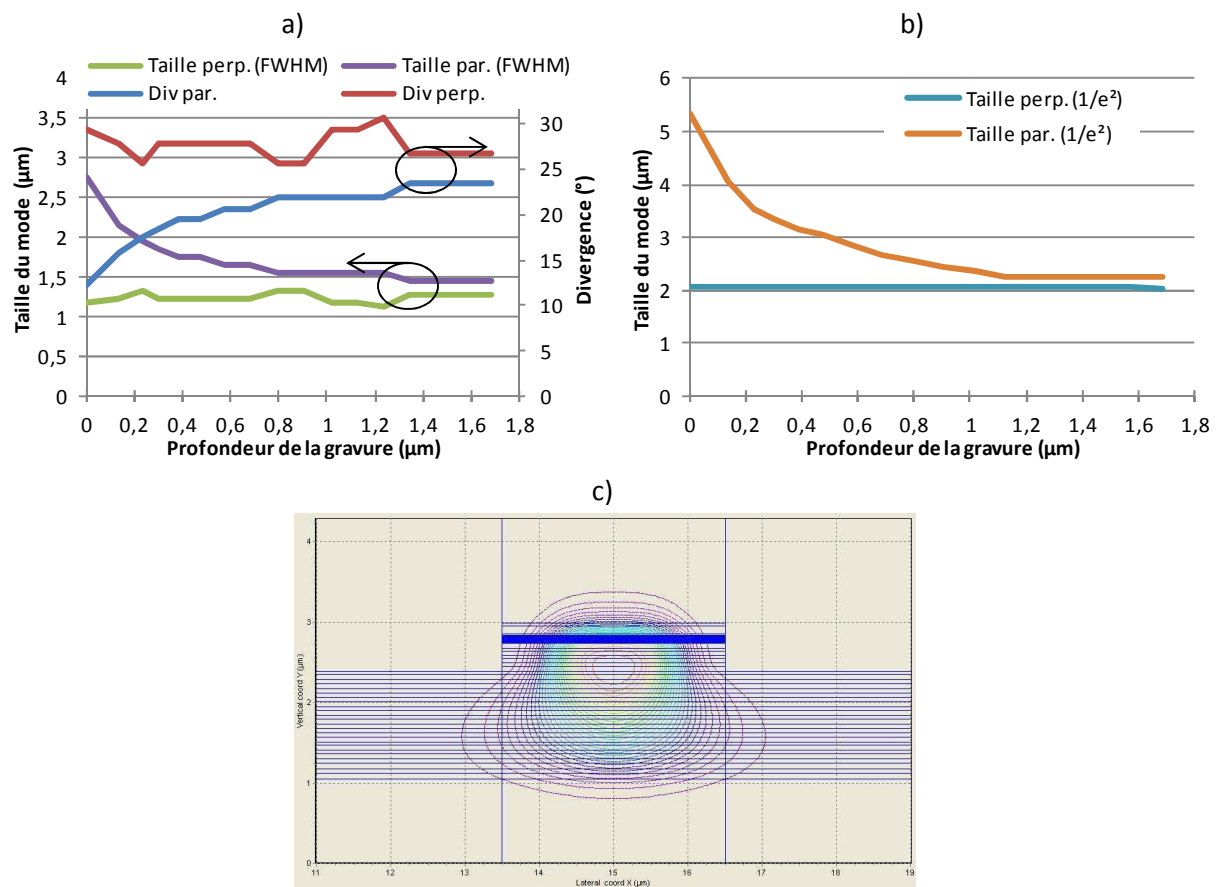 a)
Taille perp. (FWHM) Taille par. (FWHM)
Div par. Div perp.
Taille du mode (µm)
4
3,5
3
2,5
2
1,5
1
0,5
0
30
25
20
15
10
5
0
Divergence (°)
0 0,2 0,4 0,6 0,8 1 1,2 1,4 1,6 1,8
Profondeur de la gravure (µm)
b)
Taille perp. (1/e²)
Taille par. (1/e²)
Taille du mode (µm)
6
5
4
3
2
1
0
0 0,2 0,4 0,6 0,8 1 1,2 1,4 1,6 1,8
Profondeur de la gravure (µm)
c)
Vertical coord Y (µm)
4
3
2
1
0
11 12 13 14 15 16 17 18 19
Lateral coord X (µm)